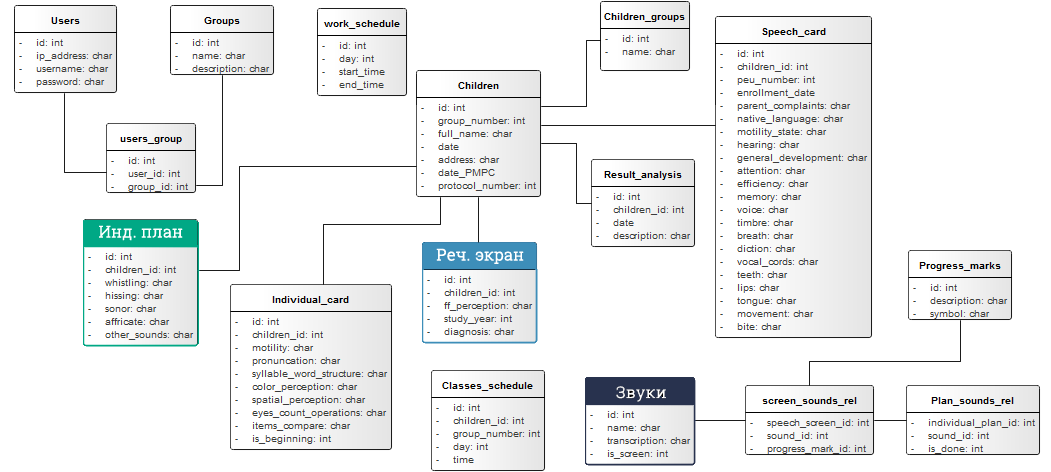 Users
- id: int
- ip_address: char
- username: char
- password: char
Groups
- id: int
- name: char
- description: char
users_group
- id: int
- user_id: int
- group_id: int
work_schedule
- id: int
- day: int
- start_time
- end_time
Children
- id: int
- group_number: int
- full_name: char
- date
- address: char
- date_PMPC
- protocol_number: int
Children_groups
- id: int
- name: char
Speech_card
- id: int
- children_id: int
- peu_number: int
- enrollment_date
- parent_complaints: char
- native_language: char
- motility_state: char
- hearing: char
- general_development: char
- attention: char
- efficiency: char
- memory: char
- voice: char
- timbre: char
- breath: char
- diction: char
- vocal_cords: char
- teeth: char
- lips: char
- tongue: char
- movement: char
- bite: char
Result_analysis
- id: int
- children_id: int
- date
- description: char
Инд. план
- id: int
- children_id: int
- whistling: char
- hissing: char
- sonor: char
- affricate: char
- other_sounds: char
Individual_card
- id: int
- children_id: int
- motility: char
- pronuncation: char
- syllable_word_structure: char
- color_perception: char
- spatial_perception: char
- eyes_count_operations: char
- items_compare: char
- is_beginning: int
Реч. экран
- id: int
- children_id: int
- ff_perception: char
- study_year: int
- diagnosis: char
Progress_marks
- id: int
- description: char
- symbol: char
Classes_schedule
- id: int
- children_id: int
- group_number: int
- day: int
- time
Звуки
- id: int
- name: char
- transcription: char
- is_screen: int
screen_sounds_rel
- speech_screen_id: int
- sound_id: int
- progress_mark_id: int
Plan_sounds_rel
- individual_plan_id: int
- sound_id: int
- is_done: int